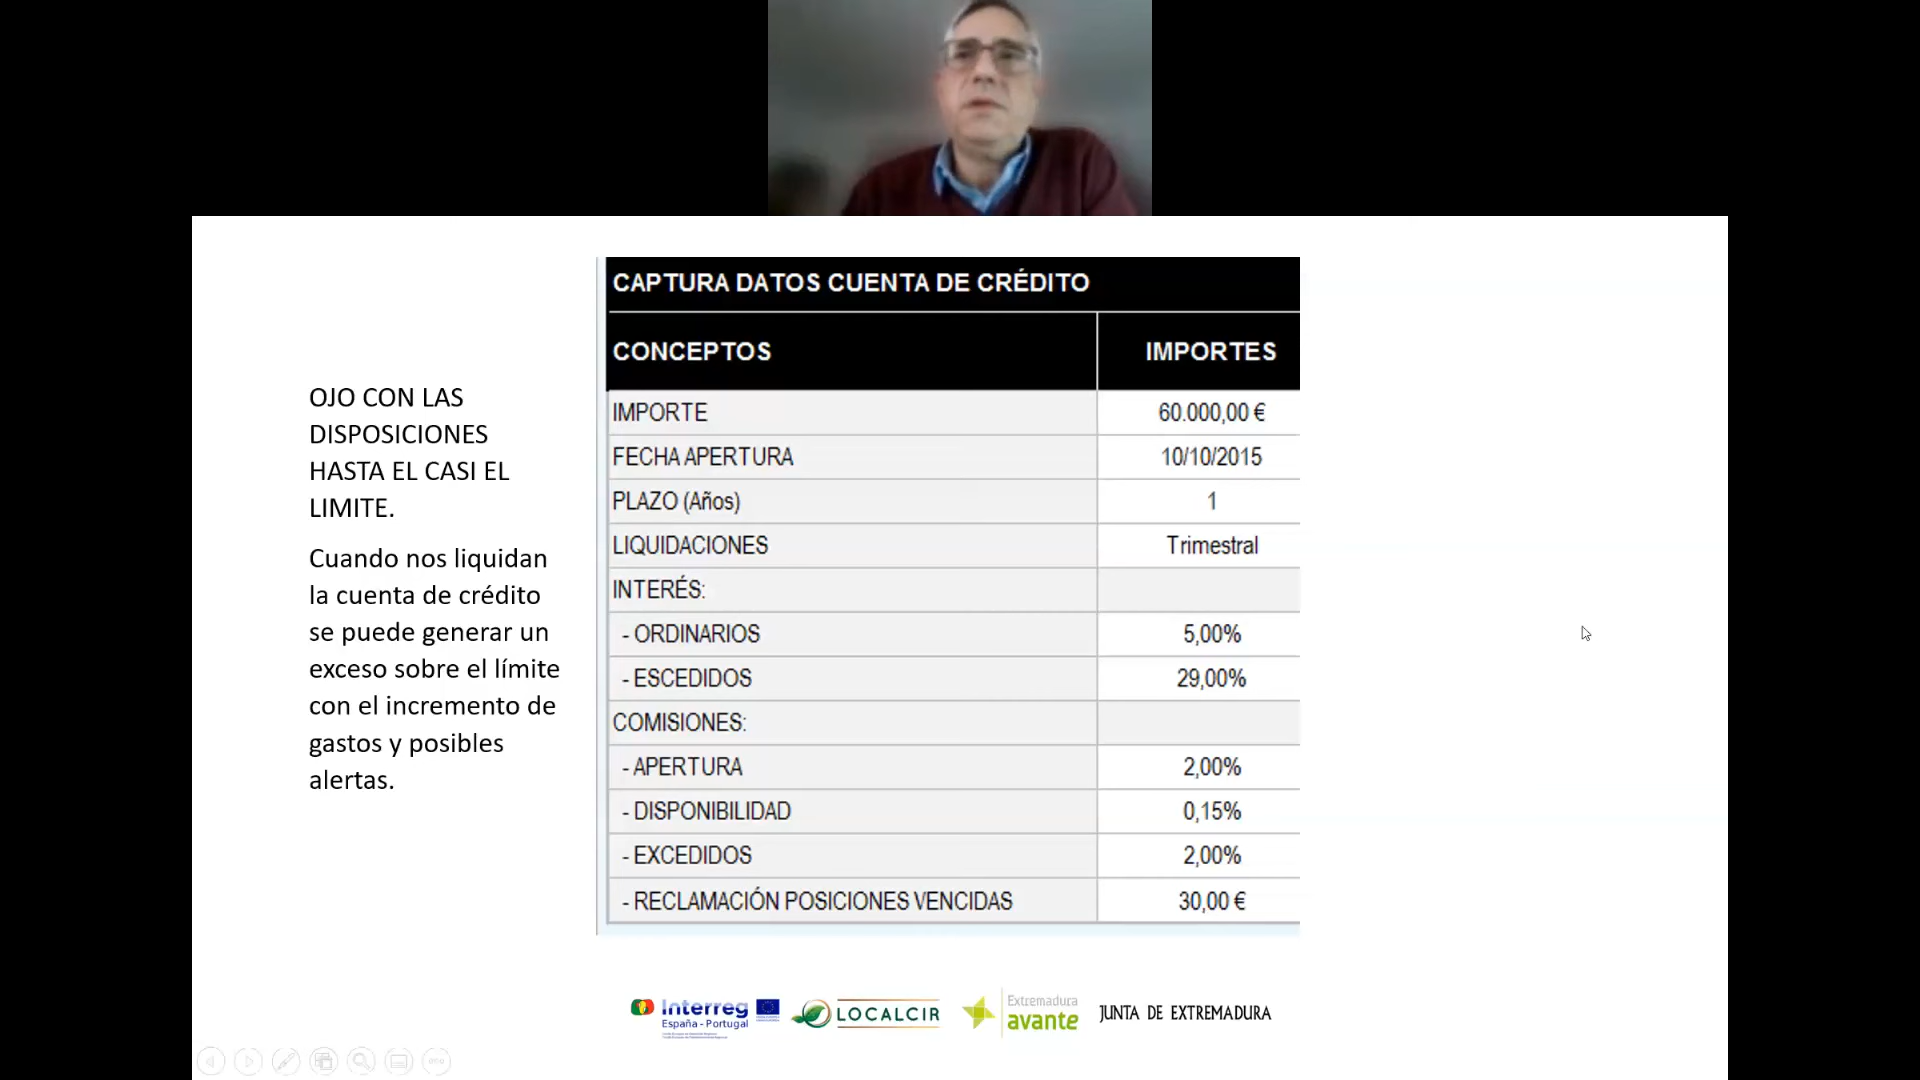 CAPTURA DATOS CUENTA DE CRÉDITO
CONCEPTOS IMPORTES
IMPORTE 60.000,00 €
FECHA APERTURA 10/10/2015
PLAZO (Años) 1
LIQUIDACIONES Trimestral
INTERÉS:
- ORDINARIOS 5,00%
- ESCEDIDOS 29,00%
COMISIONES:
- APERTURA 2,00%
- DISPONIBILIDAD 0,15%
- EXCEDIDOS 2,00%
- RECLAMACIÓN POSICIONES VENCIDAS 30,00 €
OJO CON LAS
DISPOSICIONES
HASTA EL CASI EL
LIMITE.
Cuando nos liquidan
la cuenta de crédito
se puede generar un
exceso sobre el límite
con el incremento de
gastos y posibles
alertas.
Interreg
España - Portugal
LOCALCIR
Extremadura
avante
JUNTA DE EXTREMADURA